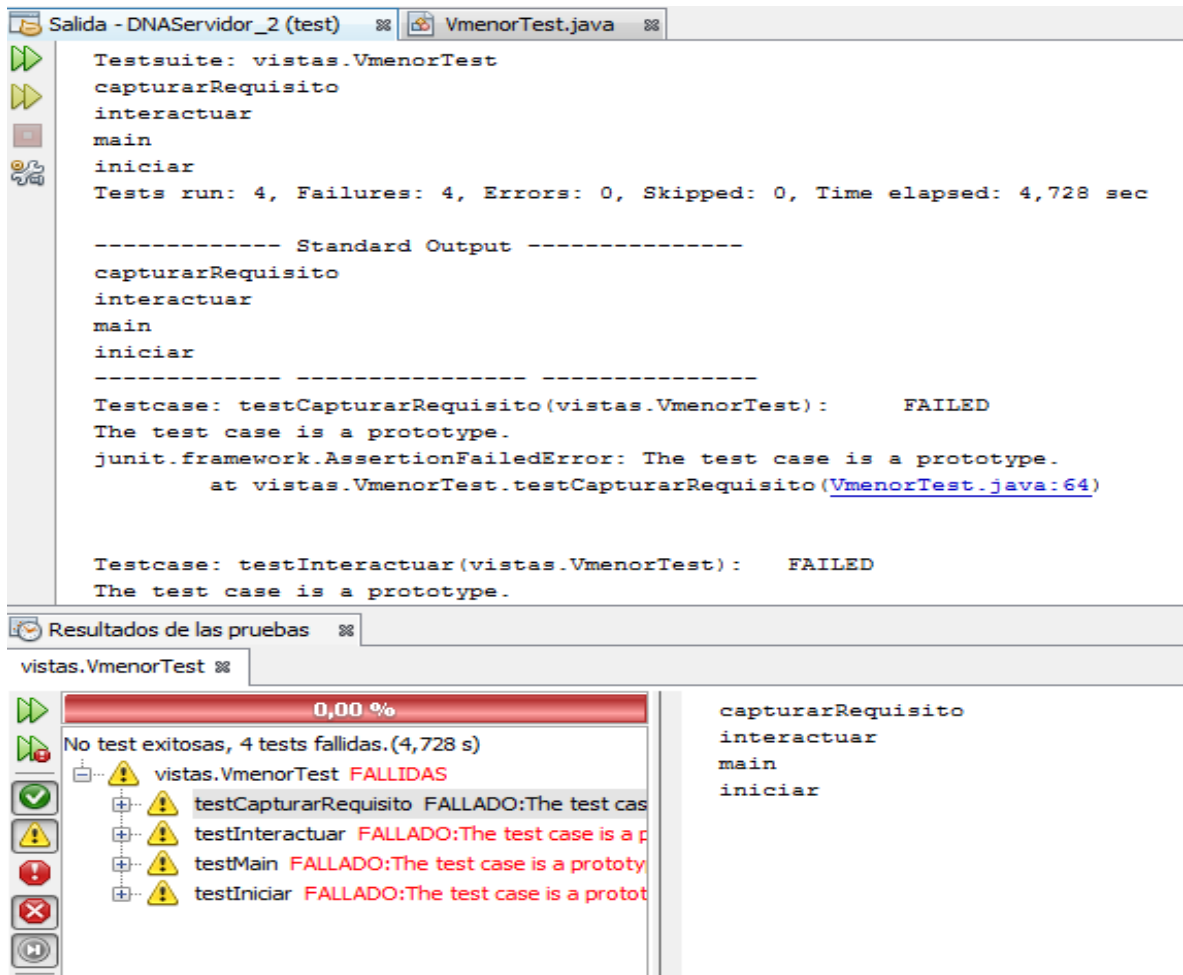 Salida - DNAServidor_2 (test) VmenorTest.java
Testsuite: vistas.VmenorTest
capturarRequisito
interactuar
main
iniciar
Tests run: 4, Failures: 4, Errors: 0, Skipped: 0, Time elapsed: 4,728 sec
------------- Standard Output ---------------
capturarRequisito
interactuar
main
iniciar
------------- ---------------- ---------------
Testcase: testCapturarRequisito(vistas.VmenorTest): FAILED
The test case is a prototype.
junit.framework.AssertionFailedError: The test case is a prototype.
at vistas.VmenorTest.testCapturarRequisito(VmenorTest.java:64)
Testcase: testInteractuar(vistas.VmenorTest): FAILED
The test case is a prototype.
Resultados de las pruebas
vistas.VmenorTest
0,00 %
No test exitosas, 4 tests fallidas.(4,728 s)
vistas.VmenorTest FALLIDAS
testCapturarRequisito FALLADO:The test cas
testInteractuar FALLADO:The test case is a p
testMain FALLADO:The test case is a prototy
testIniciar FALLADO:The test case is a protot
capturarRequisito
interactuar
main
iniciar